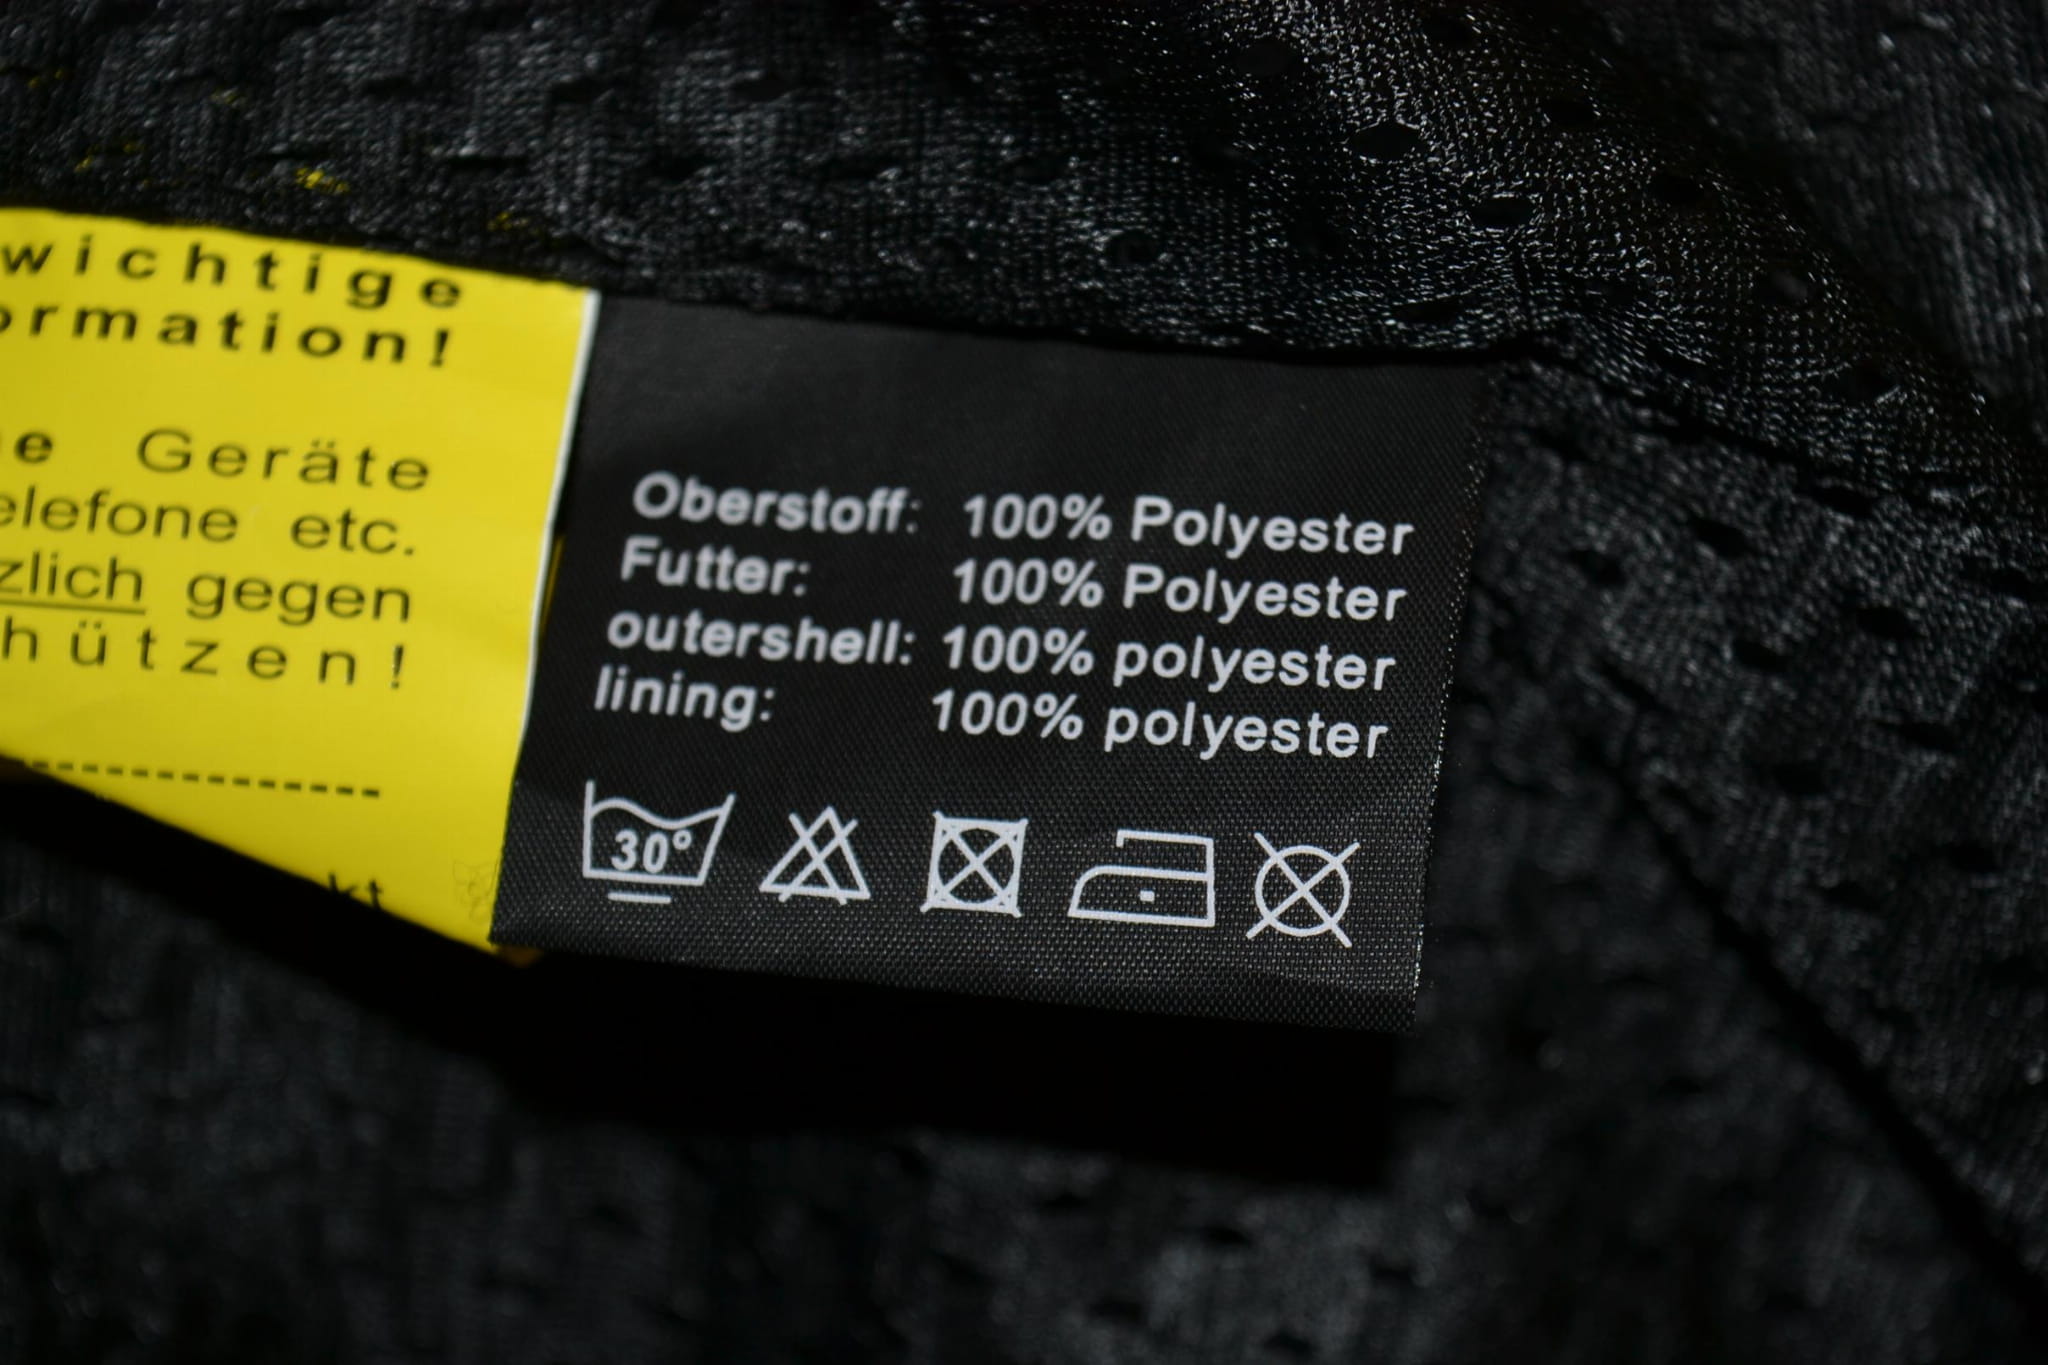 wichtige
ormation!
Geräte
elefone etc.
zlich gegen
hützen!
kt
Oberstoff: 100% Polyester
Futter: 100% Polyester
outershell: 100% polyester
lining: 100% polyester
30°